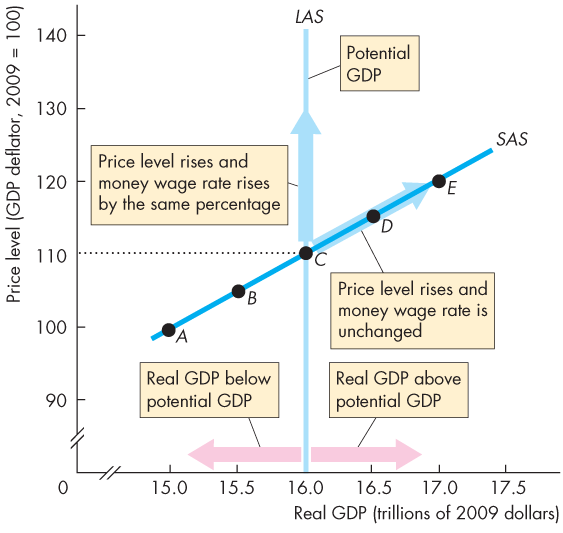 Price level (GDP deflator, 2009 = 100)
LAS
140
Potential
GDP
130
SAS
Price level rises and
money wage rate rises
by the same percentage
120
E
D
110
C
Price level rises and
money wage rate is
unchanged
B
100
A
Real GDP below
potential GDP
Real GDP above
potential GDP
90
0
15.0
15.5
16.0
16.5
17.0
17.5
Real GDP (trillions of 2009 dollars)